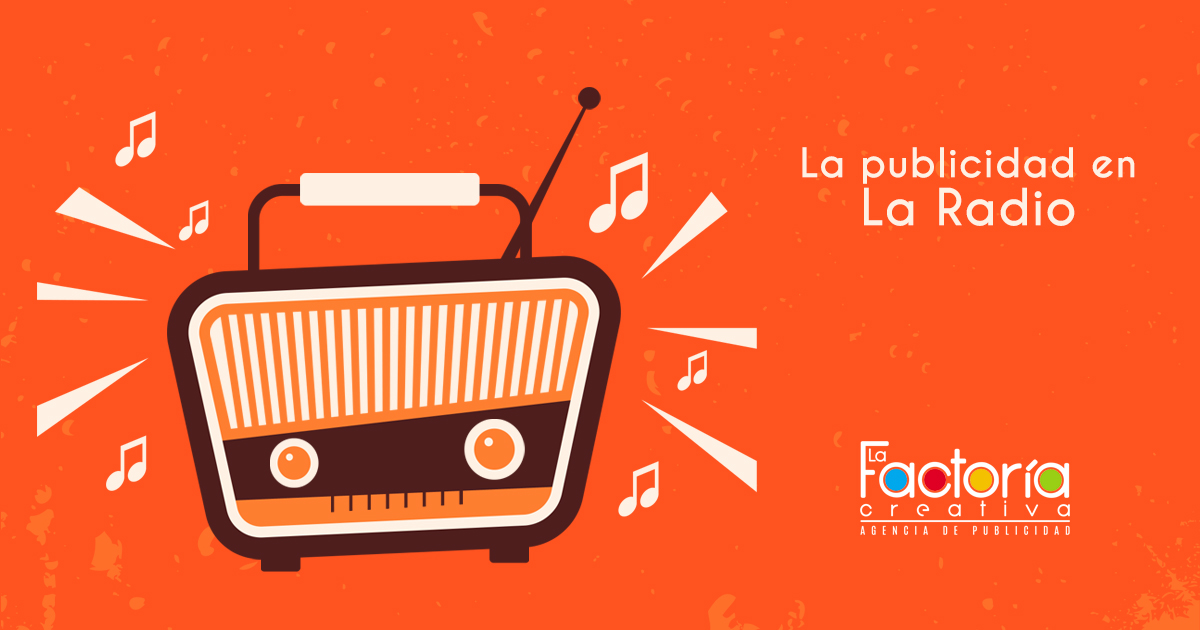 La publicidad en
La Radio
La
Factoría
creativa
AGENCIA DE PUBLICIDAD